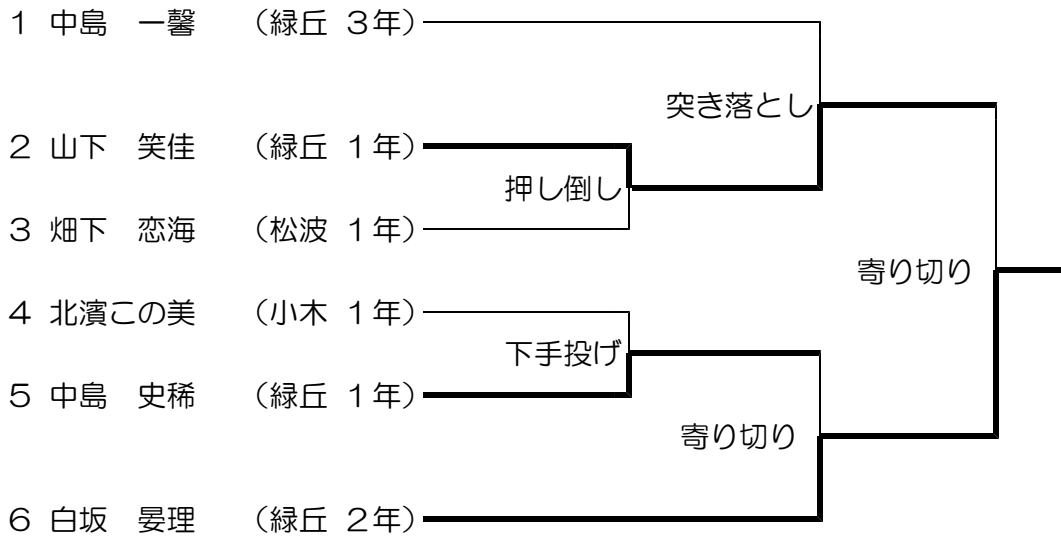 1 中島 一馨 （緑丘 3年）
突き落とし
2 山下 笑佳 （緑丘 1年）
押し倒し
3 畑下 恋海 （松波 1年）
寄り切り
4 北濱この美 （小木 1年）
下手投げ
5 中島 史稀 （緑丘 1年）
寄り切り
6 白坂 晏理 （緑丘 2年）